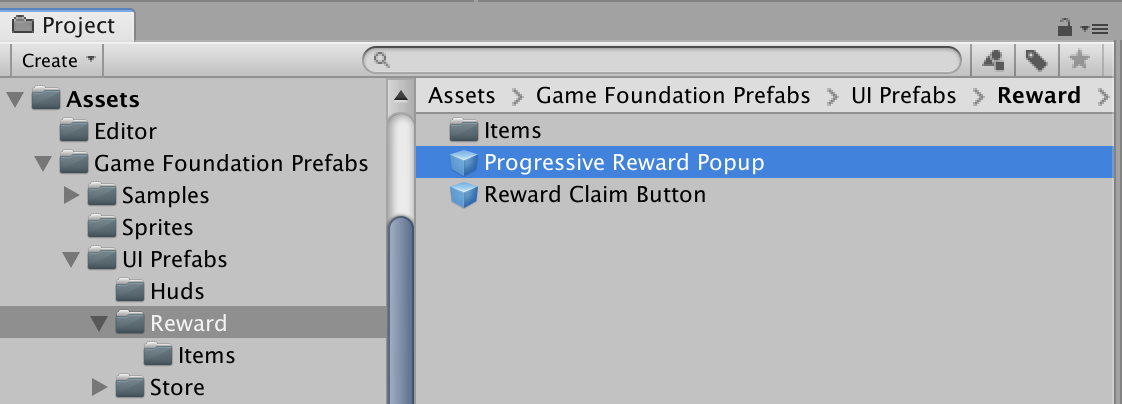 Project
Create
Assets
Editor
Game Foundation Prefabs
Samples
Sprites
UI Prefabs
Huds
Reward
Items
Store
Assets Game Foundation Prefabs UI Prefabs Reward
Items
Progressive Reward Popup
Reward Claim Button